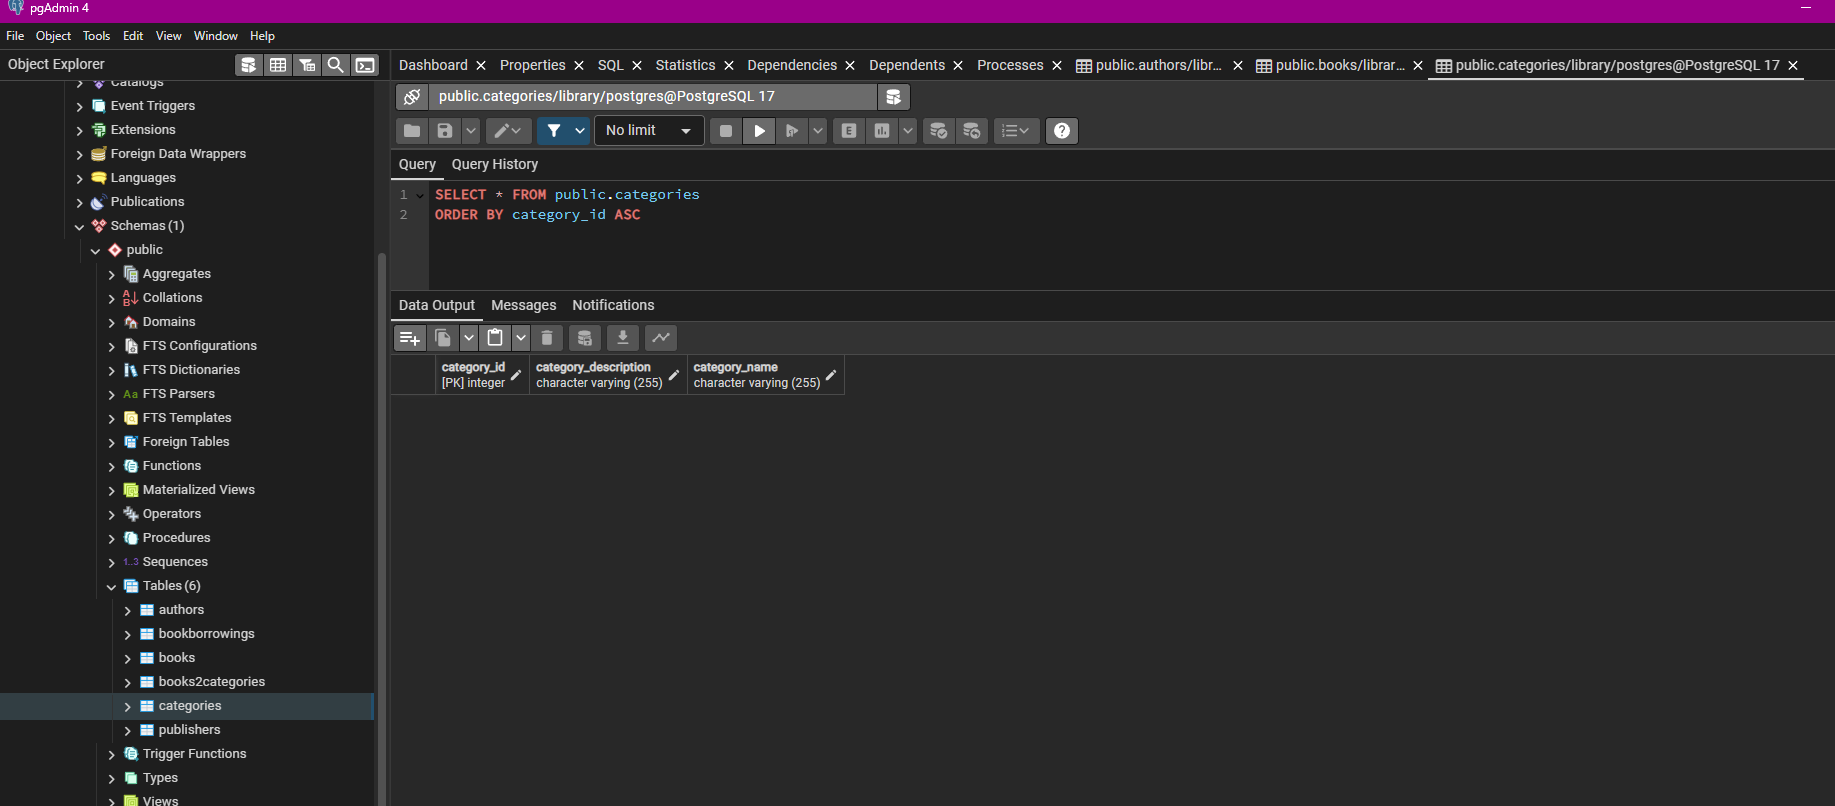 pgAdmin 4
File Object Tools Edit View Window Help
Object Explorer
Catalogs
Event Triggers
Extensions
Foreign Data Wrappers
Languages
Publications
Schemas (1)
public
Aggregates
Collations
Domains
FTS Configurations
FTS Dictionaries
Aa FTS Parsers
FTS Templates
Foreign Tables
Functions
Materialized Views
Operators
Procedures
1..3 Sequences
Tables (6)
authors
bookborrowings
books
books2categories
categories
publishers
Trigger Functions
Types
Views
Dashboard Properties SQL Statistics Dependencies Dependents Processes public.authors/libr... public.books/librar... public.categories/library/postgres@PostgreSQL 17
public.categories/library/postgres@PostgreSQL 17
No limit E
Query Query History
1 SELECT * FROM public.categories
2 ORDER BY category_id ASC
Data Output Messages Notifications
category_id category_description category_name
[PK] integer character varying (255) character varying (255)